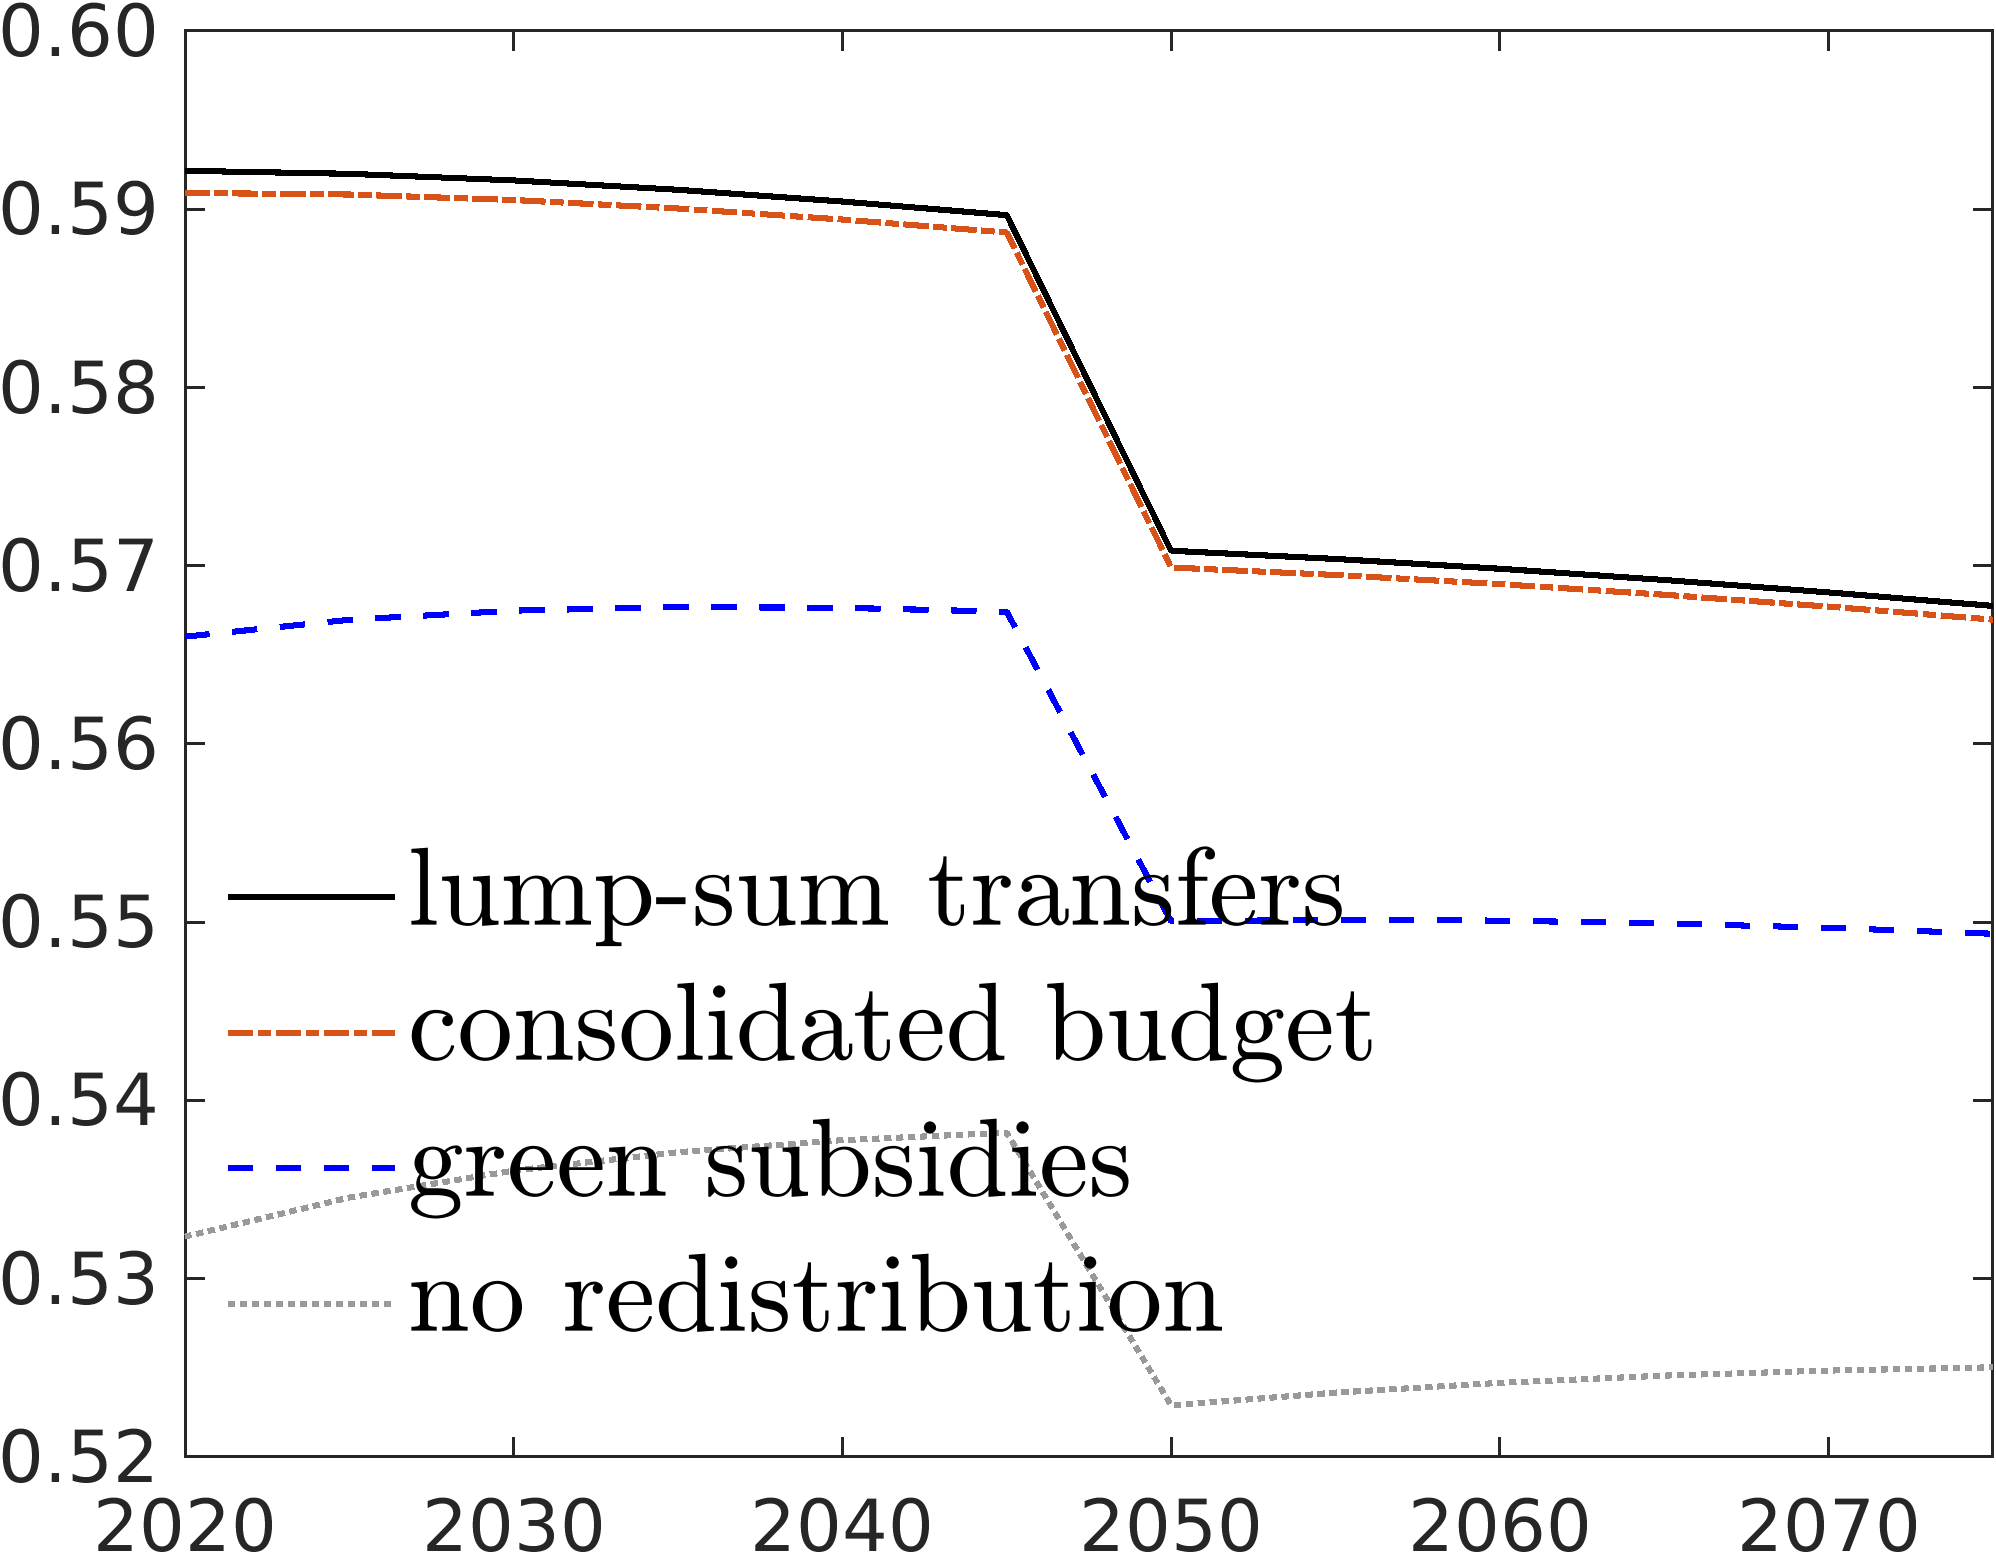 0.60
0.59
0.58
0.57
0.56
0.55
0.54
0.53
0.52
lump-sum transfers
consolidated budget
green subsidies
no redistribution
2020 2030 2040 2050 2060 2070